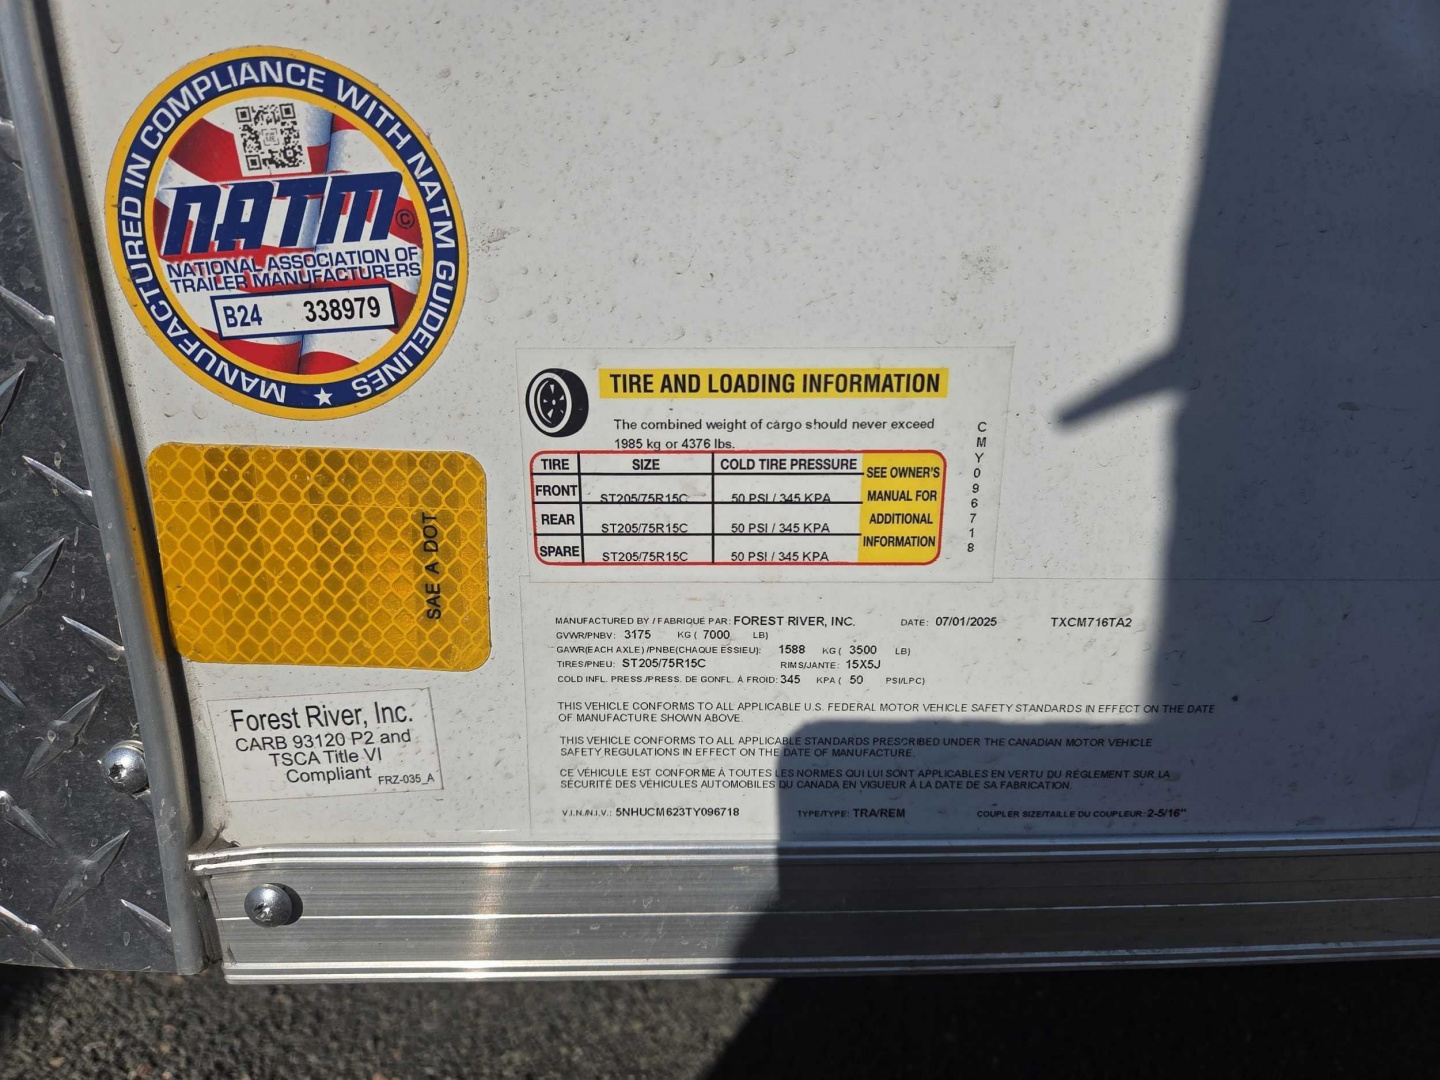 MANUFACTURED IN COMPLIANCE WITH NATM GUIDELINES ★
NATM©
NATIONAL ASSOCIATION OF
TRAILER MANUFACTURERS
B24 338979
TIRE AND LOADING INFORMATION
The combined weight of cargo should never exceed
1985 kg or 4376 lbs.
TIRE SIZE COLD TIRE PRESSURE SEE OWNER'S MANUAL FOR ADDITIONAL INFORMATION
FRONT ST205/75R15C 50 PSI / 345 KPA
REAR ST205/75R15C 50 PSI / 345 KPA
SPARE ST205/75R15C 50 PSI / 345 KPA
CMY096718
SAE A DOT
MANUFACTURED BY / FABRIQUÉ PAR: FOREST RIVER, INC. DATE: 07/01/2025 TXCM716TA2
GVWR/PNBV: 3175 KG ( 7000 LB)
GAWR(EACH AXLE) /PNBE(CHAQUE ESSIEU): 1588 KG ( 3500 LB)
TIRES/PNEU: ST205/75R15C RIMS/JANTE: 15X5J
COLD INFL. PRESS./PRESS. DE GONFL. À FROID: 345 KPA ( 50 PSI/LPC)
THIS VEHICLE CONFORMS TO ALL APPLICABLE U.S. FEDERAL MOTOR VEHICLE SAFETY STANDARDS IN EFFECT ON THE DATE
OF MANUFACTURE SHOWN ABOVE.
THIS VEHICLE CONFORMS TO ALL APPLICABLE STANDARDS PRESCRIBED UNDER THE CANADIAN MOTOR VEHICLE
SAFETY REGULATIONS IN EFFECT ON THE DATE OF MANUFACTURE.
CE VÉHICULE EST CONFORME À TOUTES LES NORMES QUI LUI SONT APPLICABLES EN VERTU DU RÉGLEMENT SUR LA
SÉCURITÉ DES VÉHICULES AUTOMOBILES DU CANADA EN VIGUEUR À LA DATE DE SA FABRICATION.
V.I.N./N.I.V.: 5NHUCM623TY096718 TYPE/TYPE: TRA/REM COUPLER SIZE/TAILLE DU COUPLEUR: 2-5/16"
Forest River, Inc.
CARB 93120 P2 and
TSCA Title VI
Compliant FRZ-035_A